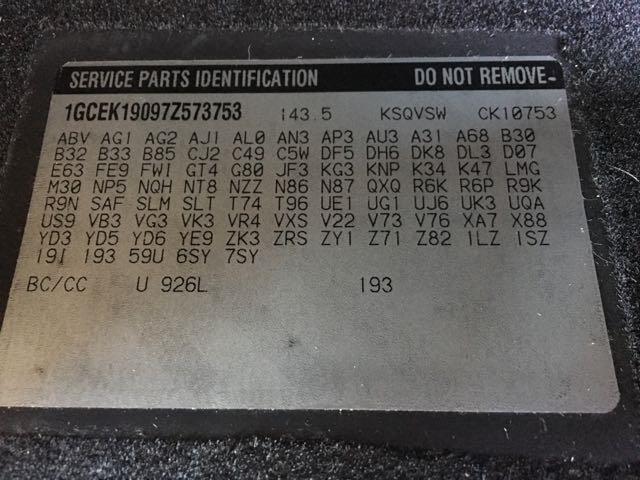 SERVICE PARTS IDENTIFICATION DO NOT REMOVE
1GCEK19097Z573753 143.5 KSQVSW CK10753
ABV AG1 AG2 AJ1 AL0 AN3 AP3 AU3 A31 A68 B30
B32 B33 B85 CJ2 C49 C5W DF5 DH6 DK8 DL3 D07
E63 FE9 FW1 GT4 G80 JF3 KG3 KNP K34 K47 LMG
M30 NP5 NQH NT8 NZZ N86 N87 QXQ R6K R6P R9K
R9N SAF SLM SLT T74 T96 UE1 UG1 UJ6 UK3 UQA
US9 VB3 VG3 VK3 VR4 VXS V22 V73 V76 XA7 X88
YD3 YD5 YD6 YE9 ZK3 ZRS ZY1 Z71 Z82 1LZ 1SZ
19I 193 59U 6SY 7SY
BC/CC U 926L 193